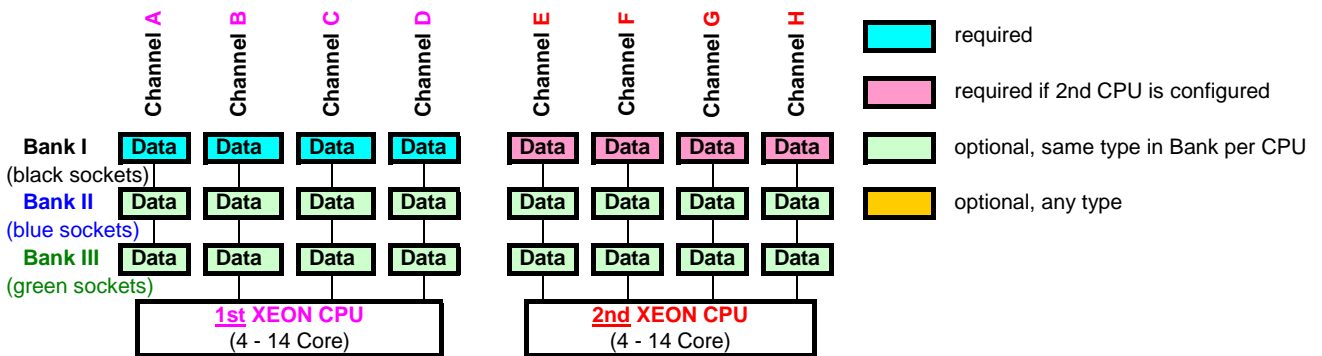 Channel A
Channel B
Channel C
Channel D
Channel E
Channel F
Channel G
Channel H
required
required if 2nd CPU is configured
optional, same type in Bank per CPU
optional, any type
Bank I Data Data Data Data Data Data Data Data
(black sockets)
Bank II Data Data Data Data Data Data Data Data
(blue sockets)
Bank III Data Data Data Data Data Data Data Data
(green sockets)
1st XEON CPU
(4 - 14 Core)
2nd XEON CPU
(4 - 14 Core)